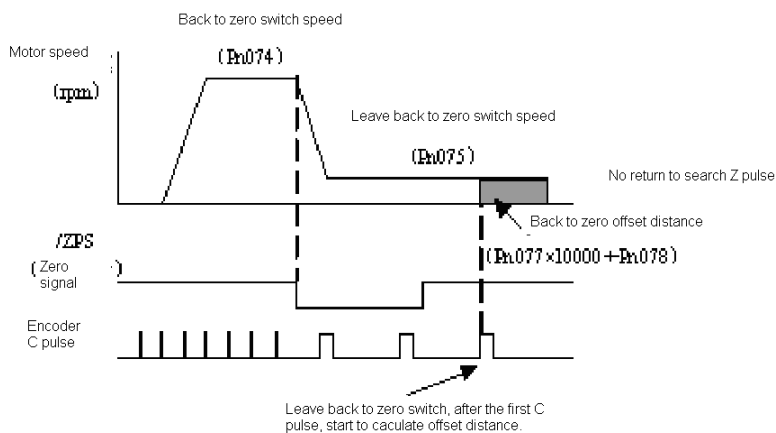 Back to zero switch speed
Motor speed
(Pn074)
(rpm)
Leave back to zero switch speed
(Pn075)
No return to search Z pulse
Back to zero offset distance
/ZPS
(Pn077×10000+Pn078)
(Zero
signal)
Encoder
C pulse
Leave back to zero switch, after the first C
pulse, start to caculate offset distance.